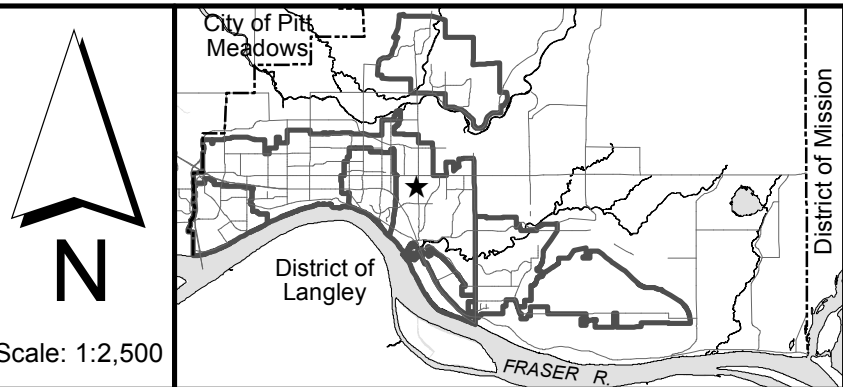 City of Pitt
Meadows
District of Mission
N
District of
Langley
Scale: 1:2,500
FRASER R.